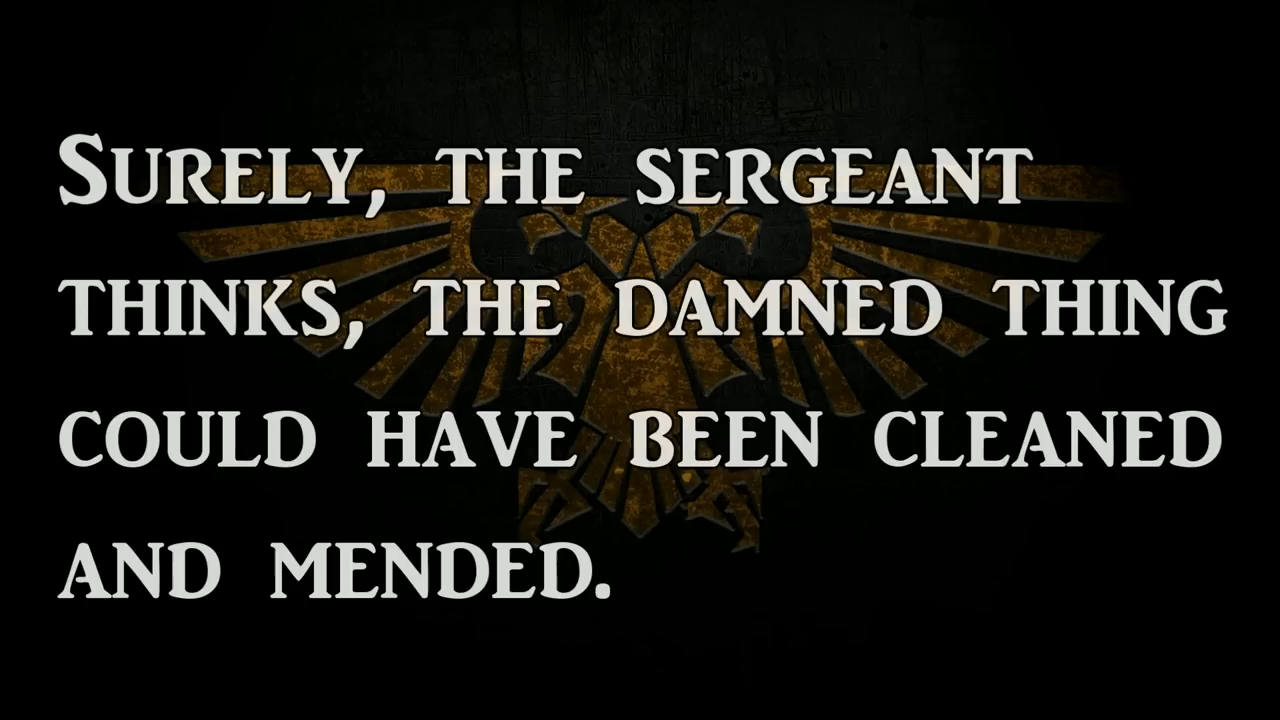 Surely, the sergeant
thinks, the damned thing
could have been cleaned
and mended.